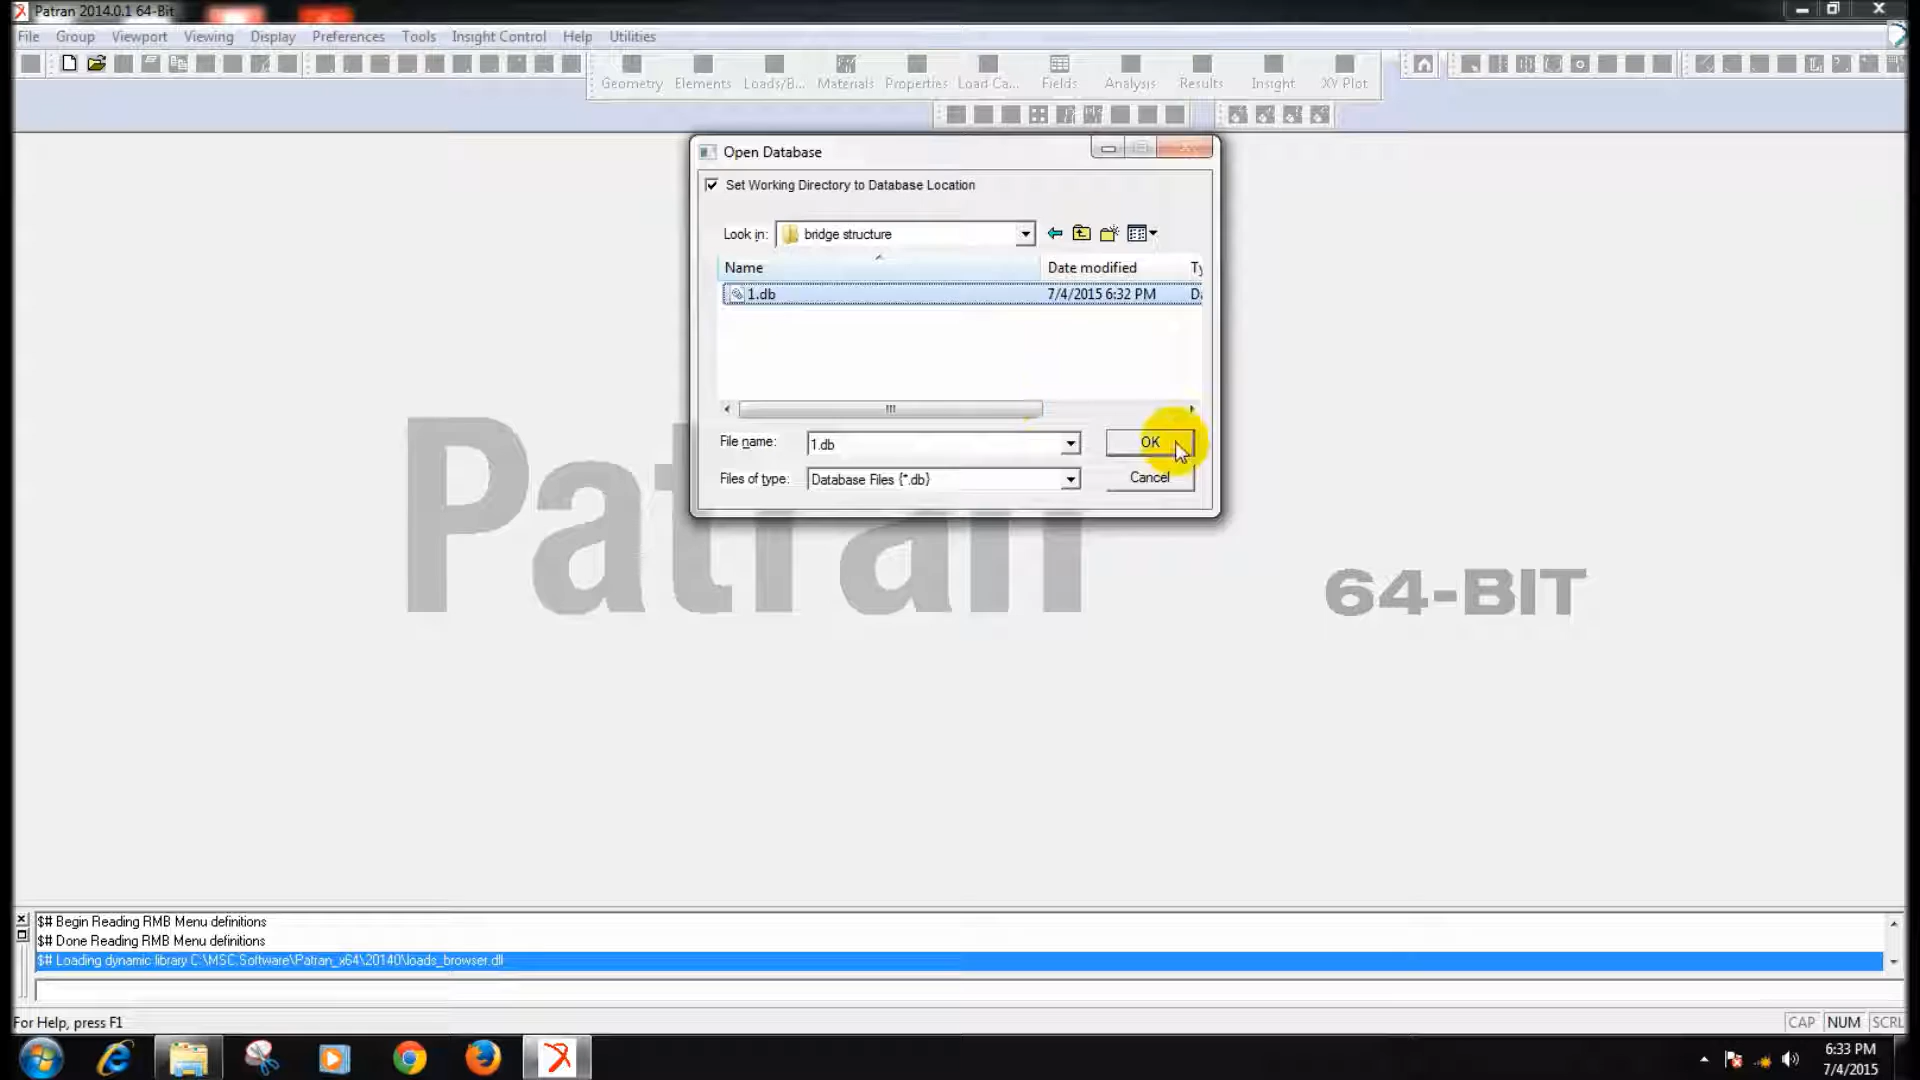 Patran 2014.0.1 64-Bit
File Group Viewport Viewing Display Preferences Tools Insight Control Help Utilities
Geometry Elements Loads/B... Materials Properties Load Ca... Fields Analysis Results Insight XY Plot
Open Database
Set Working Directory to Database Location
Look in: bridge structure
Name Date modified Ty
1.db 7/4/2015 6:32 PM Da
File name: 1.db OK
Files of type: Database Files (*.db) Cancel
Patran 64-BIT
$# Begin Reading RMB Menu definitions
$# Done Reading RMB Menu definitions
$# Loading dynamic library C:\MSC.Software\Patran_x64\20140\loads_browser.dll
For Help, press F1 CAP NUM SCRL
6:33 PM
7/4/2015